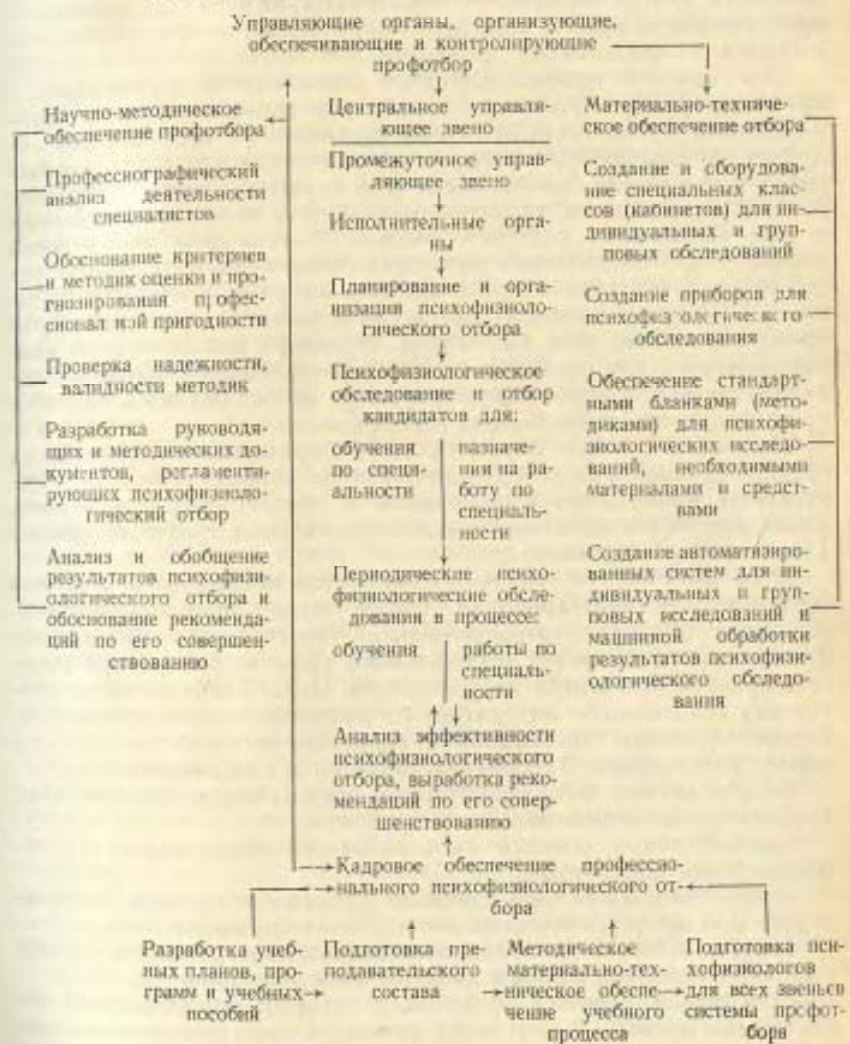 Управляющие органы, организующие,
обеспечивающие и контролирующие
профотбор
Научно-методическое
обеспечение профотбора
Профессиографический
анализ деятельности
специалистов
Обоснование критериев
и методик оценки и про-
гнозирования профес-
сиональной пригодности
Проверка надежности,
валидности методик
Разработка руководя-
щих и методических до-
кументов, регламенти-
рующих психофизиоло-
гический отбор
Анализ и обобщение
результатов психофизи-
ологического отбора и
обоснование рекоменда-
ций по его совершен-
ствованию
Центральное управля-
ющее звено
Промежуточное управ-
ляющее звено
Исполнительные орга-
ны
Планирование и орга-
низация психофизиоло-
гического отбора
Психофизиологическое
обследование и отбор
кандидатов для:
обучения
по специ-
альности
назначе-
ния на ра-
боту по
специаль-
ности
Периодические психо-
физиологические обсле-
дования в процессе:
обучения
работы по
специаль-
ности
Анализ эффективности
психофизиологического
отбора, выработка реко-
мендаций по его совер-
шенствованию
Материально-техниче-
ское обеспечение отбора
Создание и оборудова-
ние специальных клас-
сов (кабинетов) для ин-
дивидуальных и груп-
повых обследований
Создание приборов для
психофизиологического
обследования
Обеспечение стандарт-
ными бланками (мето-
диками) для психофи-
зиологических исследо-
ваний, необходимыми
материалами и средст-
вами
Создание автоматизиро-
ванных систем для ин-
дивидуальных и груп-
повых исследований и
машинной обработки
результатов психофизи-
ологического обследо-
вания
Кадровое обеспечение профессио-
нального психофизиологического от-
бора
Разработка учеб-
ных планов, про-
грамм и учебных
пособий
Подготовка пре-
подавательского
состава
Методическое
материально-тех-
ническое обеспе-
чение учебного
процесса
Подготовка пси-
хофизиологов
для всех звеньев
системы профот-
бора